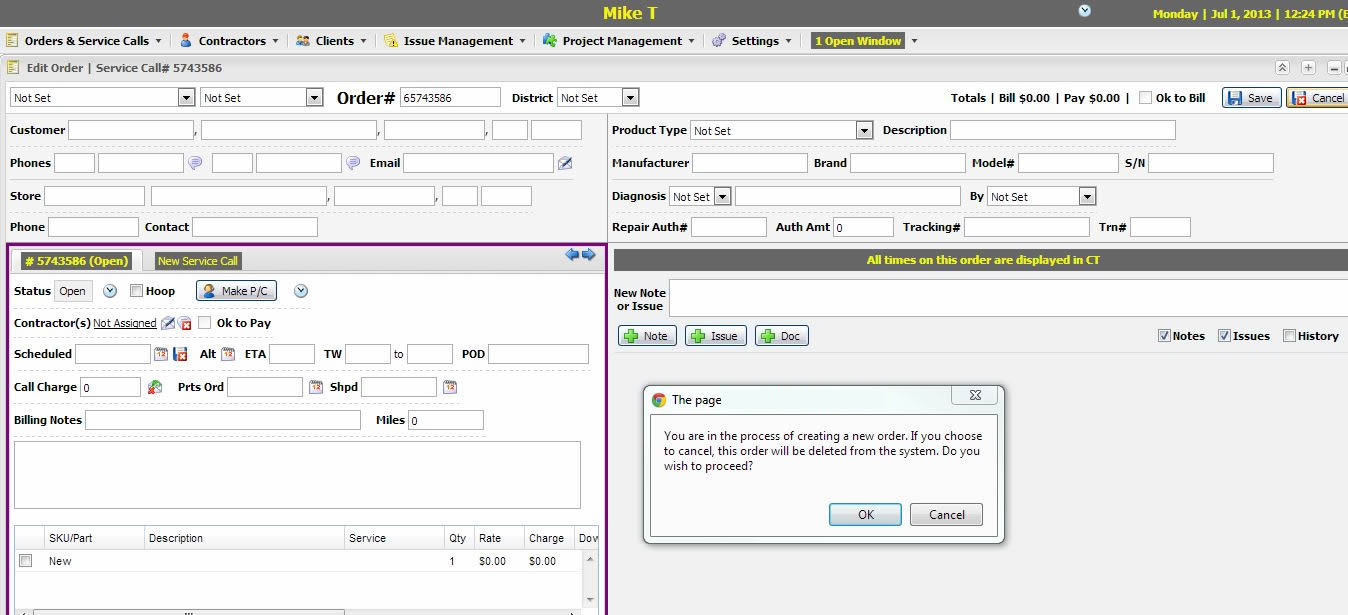 Mike T
Monday | Jul 1, 2013 | 12:24 PM (E
Orders & Service Calls Contractors Clients Issue Management Project Management Settings 1 Open Window
Edit Order | Service Call# 5743586
Not Set Not Set Order# 65743586 District Not Set Totals | Bill $0.00 | Pay $0.00 | Ok to Bill Save Cancel
Customer , , ,
Phones Email
Store , ,
Phone Contact
Product Type Not Set Description
Manufacturer Brand Model# S/N
Diagnosis Not Set By Not Set
Repair Auth# Auth Amt 0 Tracking# Trn#
# 5743586 (Open) New Service Call
Status Open Hoop Make P/C
Contractor(s) Not Assigned Ok to Pay
Scheduled 12 Alt 12 ETA TW to POD
Call Charge 0 Prts Ord 12 Shpd 12
Billing Notes Miles 0
SKU/Part Description Service Qty Rate Charge Dov
New 1 $0.00 $0.00
All times on this order are displayed in CT
New Note
or Issue
Note Issue Doc Notes Issues History
The page
You are in the process of creating a new order. If you choose
to cancel, this order will be deleted from the system. Do you
wish to proceed?
OK Cancel